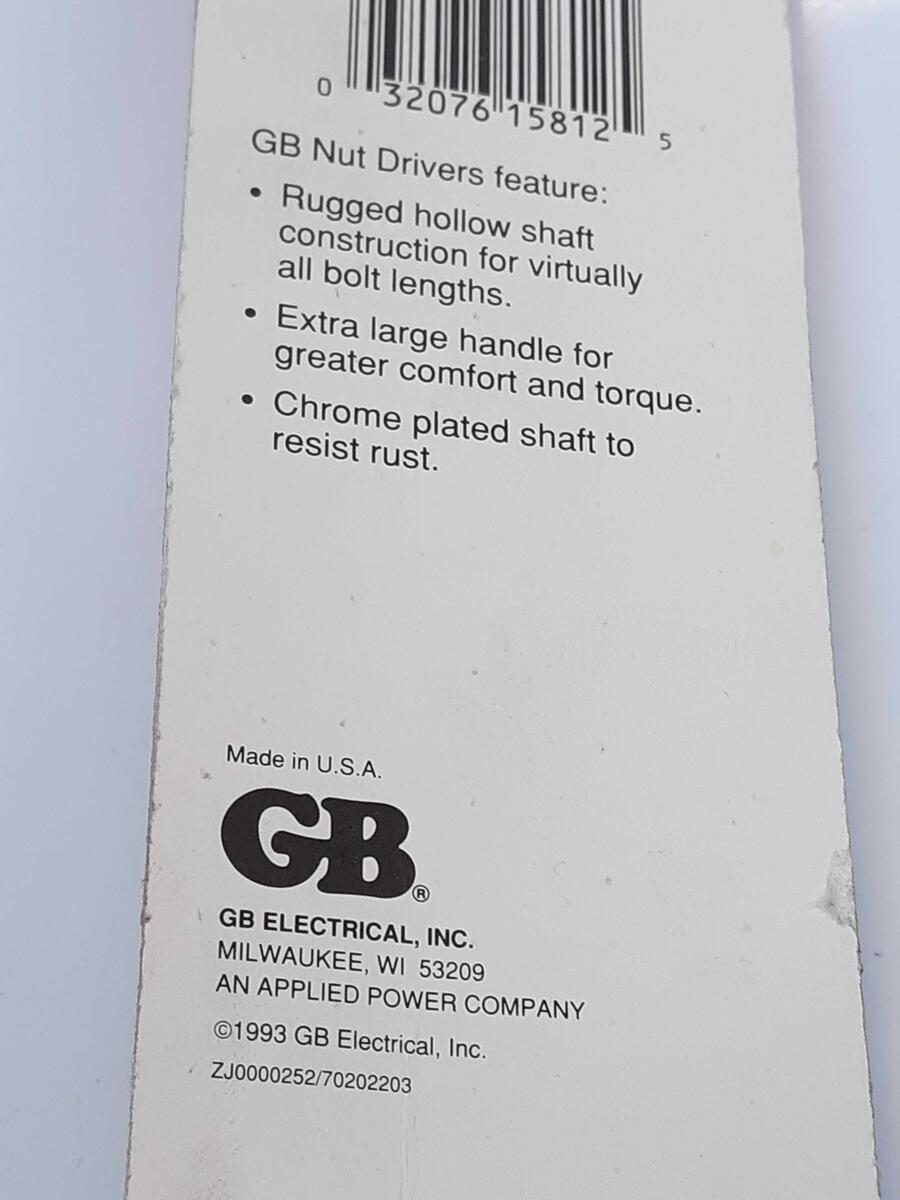 0 32076 15812 5
GB Nut Drivers feature:
• Rugged hollow shaft
construction for virtually
all bolt lengths.
• Extra large handle for
greater comfort and torque.
• Chrome plated shaft to
resist rust.
Made in U.S.A.
GB®
GB ELECTRICAL, INC.
MILWAUKEE, WI 53209
AN APPLIED POWER COMPANY
©1993 GB Electrical, Inc.
ZJ0000252/70202203